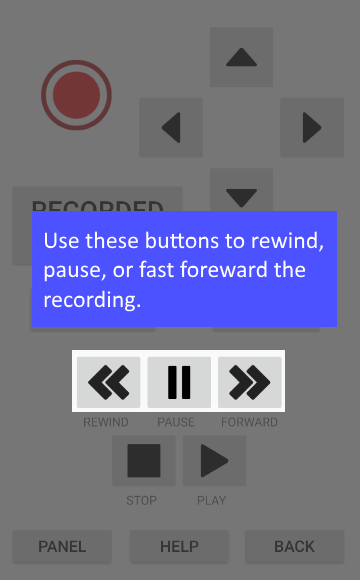 RECORDED
Use these buttons to rewind,
pause, or fast foreward the
recording.
REWIND PAUSE FORWARD
STOP PLAY
PANEL HELP BACK